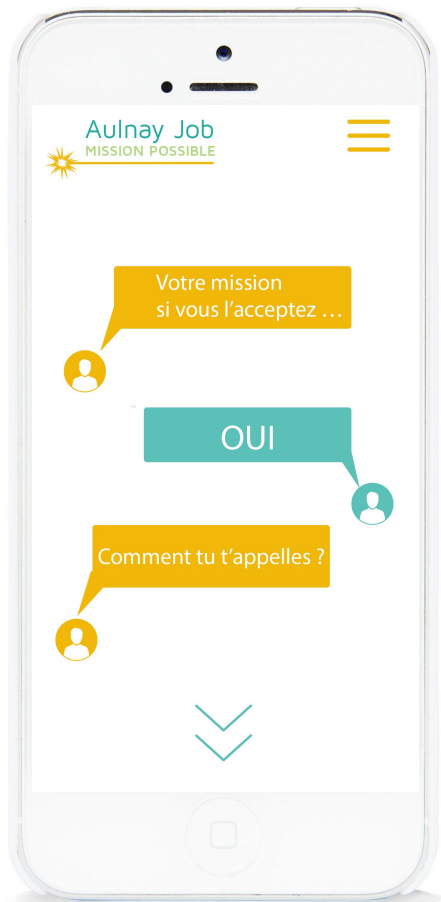 Aulnay Job
MISSION POSSIBLE
Votre mission
si vous l'acceptez ...
OUI
Comment tu t'appelles ?